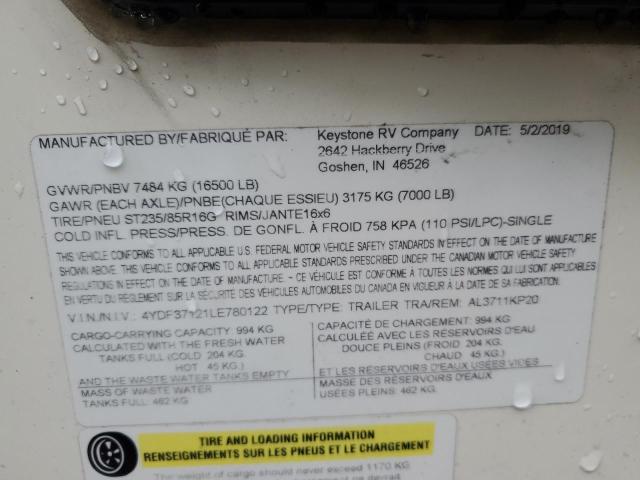 MANUFACTURED BY/FABRIQUÉ PAR: Keystone RV Company DATE: 5/2/2019
2642 Hackberry Drive
Goshen, IN 46526
GVWR/PNBV 7484 KG (16500 LB)
GAWR (EACH AXLE)/PNBE(CHAQUE ESSIEU) 3175 KG (7000 LB)
TIRE/PNEU ST235/85R16G RIMS/JANTE16x6
COLD INFL. PRESS/PRESS. DE GONFL. À FROID 758 KPA (110 PSI/LPC)-SINGLE
THIS VEHICLE CONFORMS TO ALL APPLICABLE U.S. FEDERAL MOTOR VEHICLE SAFETY STANDARDS IN EFFECT ON THE DATE OF MANUFACTURE
SHOWN ABOVE. THIS VEHICLE CONFORMS TO ALL APPLICABLE STANDARDS PRESCRIBED UNDER THE CANADIAN MOTOR VEHICLE SAFETY
REGULATIONS IN EFFECT ON THE DATE OF MANUFACTURE - CE VÉHICULE EST CONFORME À TOUTES LES NORMES QUI LUI SONT APPLICABLES
EN VERTU DU RÈGLEMENT SUR LA SÉCURITÉ DES VÉHICULES AUTOMOBILES DU CANADA EN VIGUEUR À LA DATE DE SA FABRICATION.
V.I.N./N.I.V.: 4YDF37121LE780122 TYPE/TYPE: TRAILER TRA/REM: AL3711KP20
CARGO-CARRYING CAPACITY: 994 KG
CALCULATED WITH THE FRESH WATER
TANKS FULL (COLD 204 KG.
HOT 45 KG.)
AND THE WASTE WATER TANKS EMPTY
MASS OF WASTE WATER
TANKS FULL: 462 KG
CAPACITÉ DE CHARGEMENT: 994 KG
CALCULÉE AVEC LES RÉSERVOIRS D'EAU
DOUCE PLEINS (FROID 204 KG.
CHAUD 45 KG.)
ET LES RÉSERVOIRS D'EAUX USÉES VIDES
MASSE DES RÉSERVOIRS D'EAUX
USÉES PLEINS: 462 KG
TIRE AND LOADING INFORMATION
RENSEIGNEMENTS SUR LES PNEUS ET LE CHARGEMENT
The weight of cargo should never exceed 1170 KG